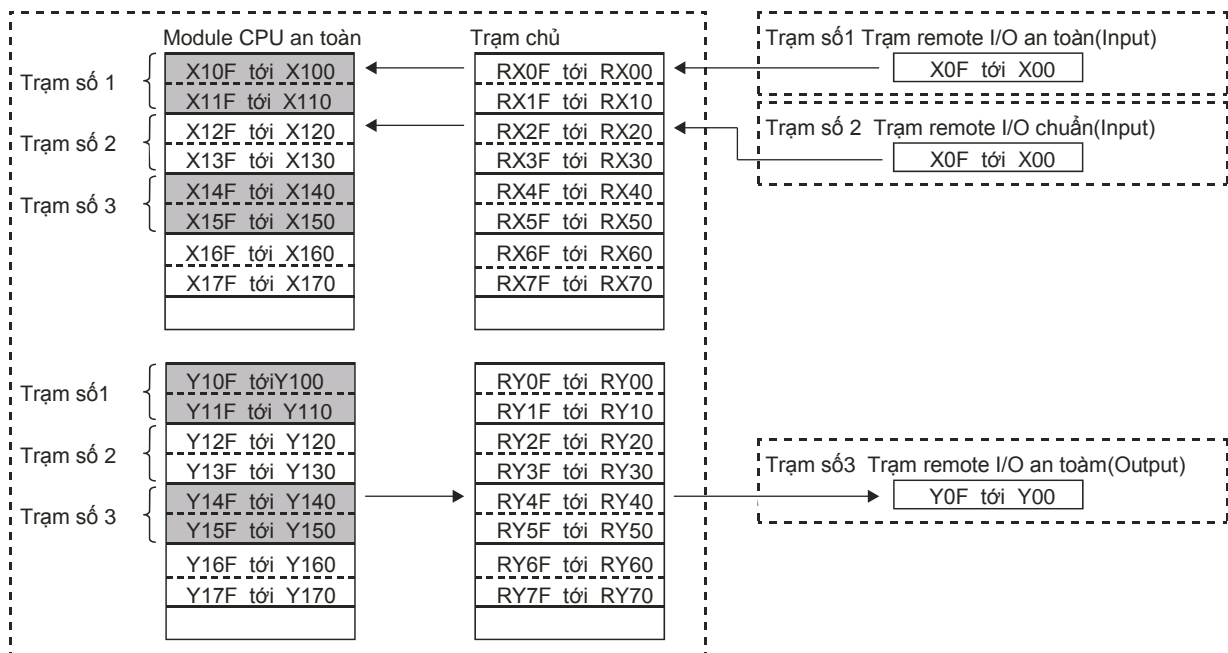 Module CPU an toàn
Trạm chủ
Trạm số 1
X10F tới X100
X11F tới X110
Trạm số 2
X12F tới X120
X13F tới X130
Trạm số 3
X14F tới X140
X15F tới X150
X16F tới X160
X17F tới X170
RX0F tới RX00
RX1F tới RX10
RX2F tới RX20
RX3F tới RX30
RX4F tới RX40
RX5F tới RX50
RX6F tới RX60
RX7F tới RX70
Trạm số1 Trạm remote I/O an toàn(Input)
X0F tới X00
Trạm số 2 Trạm remote I/O chuẩn(Input)
X0F tới X00
Trạm số1
Y10F tớiY100
Y11F tới Y110
Trạm số 2
Y12F tới Y120
Y13F tới Y130
Trạm số 3
Y14F tới Y140
Y15F tới Y150
Y16F tới Y160
Y17F tới Y170
RY0F tới RY00
RY1F tới RY10
RY2F tới RY20
RY3F tới RY30
RY4F tới RY40
RY5F tới RY50
RY6F tới RY60
RY7F tới RY70
Trạm số3 Trạm remote I/O an toàm(Output)
Y0F tới Y00